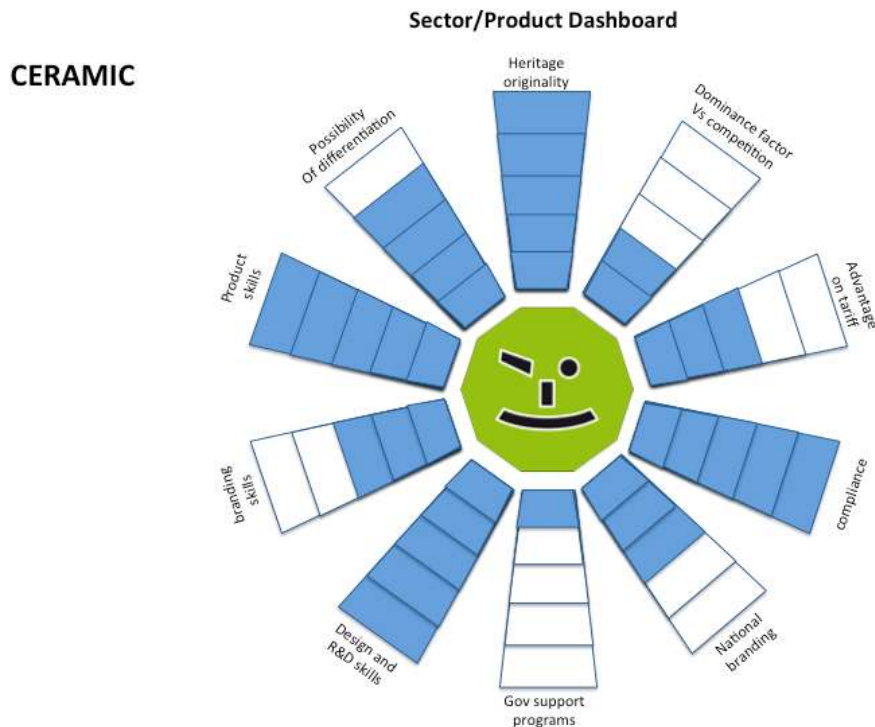 Sector/Product Dashboard
CERAMIC
Heritage
originality
Dominance factor
Vs competition
Advantage
on tariff
compliance
National
branding
Gov support
programs
Design and
R&D skills
branding
skills
Product
skills
Possibility
Of differentiation